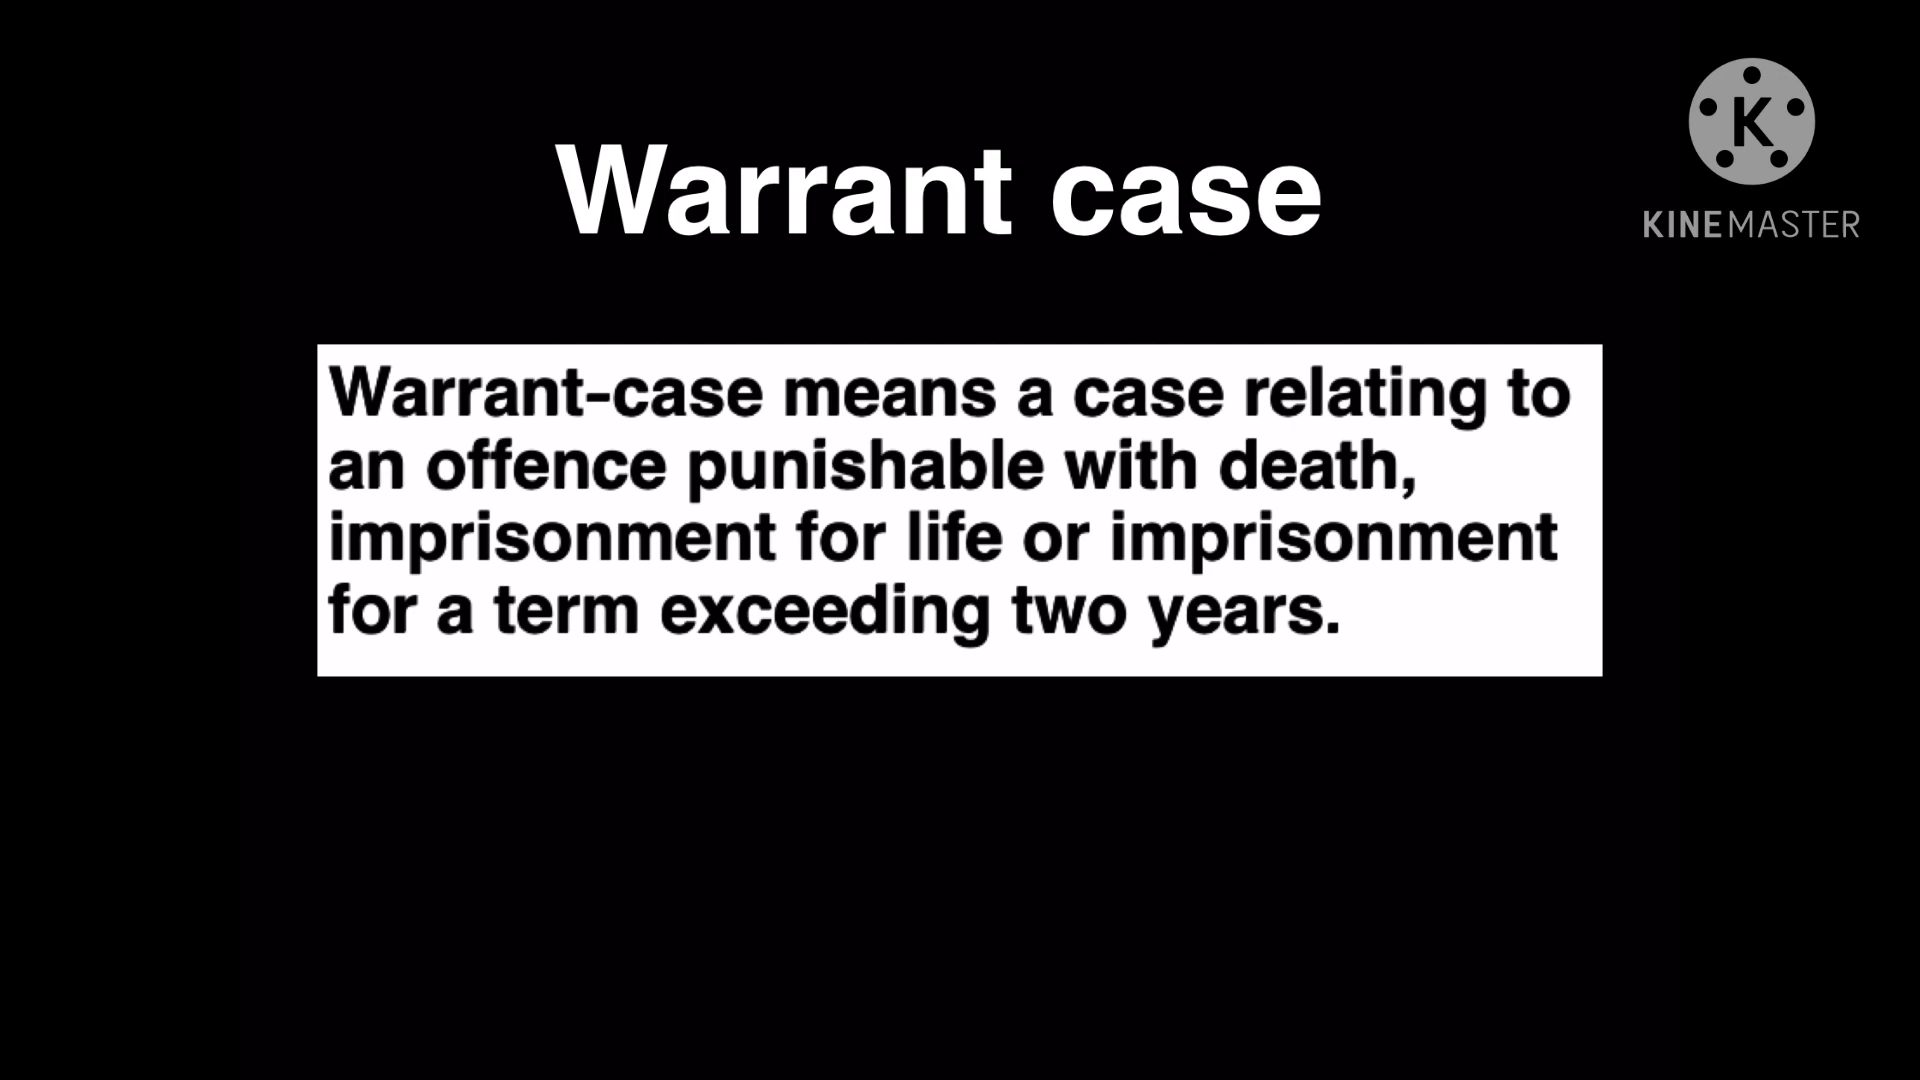 Warrant case
K
KINEMASTER
Warrant-case means a case relating to
an offence punishable with death,
imprisonment for life or imprisonment
for a term exceeding two years.